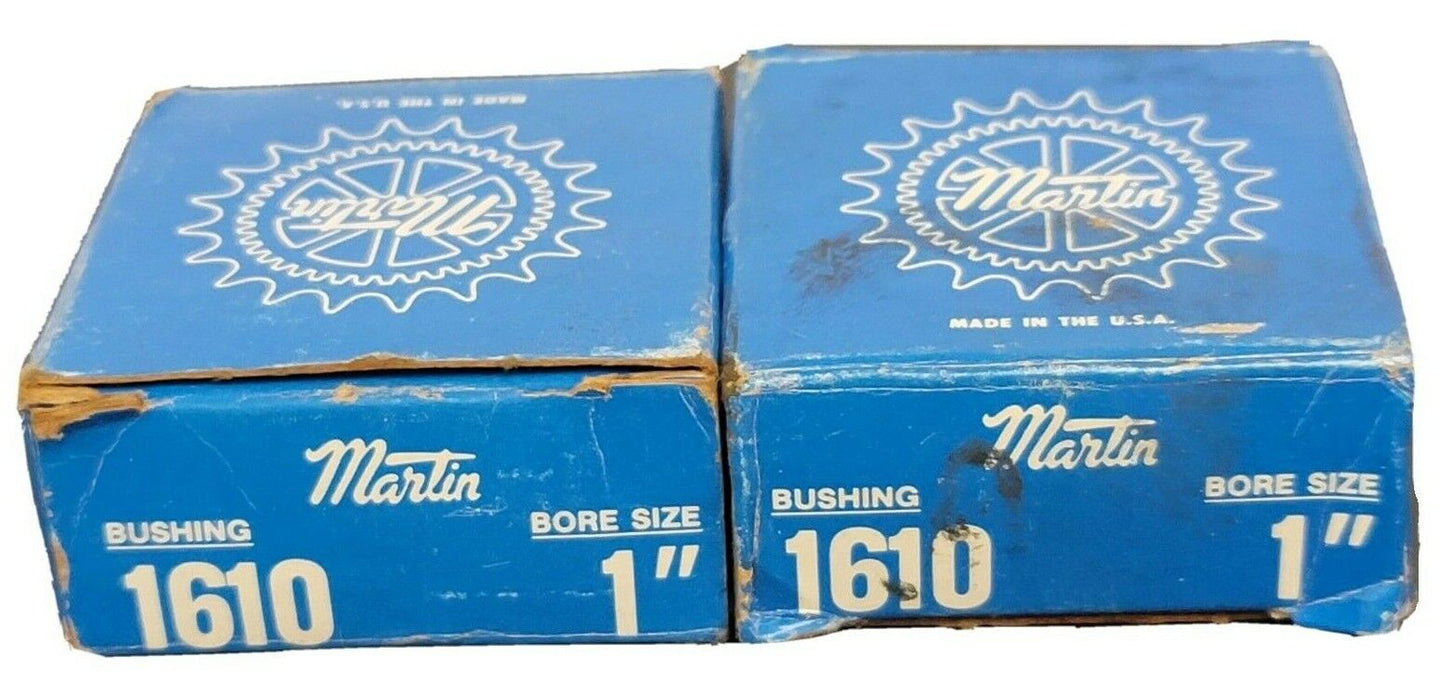 MADE IN THE U.S.A.
Martin
Martin
BUSHING
BORE SIZE
1610
1"
Martin
MADE IN THE U.S.A.
Martin
BUSHING
BORE SIZE
1610
1"